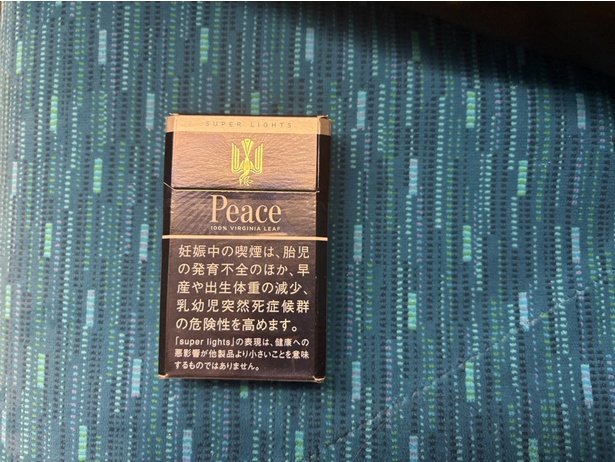 SUPER LIGHTS
Peace
100% VIRGINIA LEAF
妊娠中の喫煙は、胎児
の発育不全のほか、早
産や出生体重の減少、
乳幼児突然死症候群
の危険性を高めます。
「super lights」の表現は、健康への
悪影響が他製品より小さいことを意味
するものではありません。